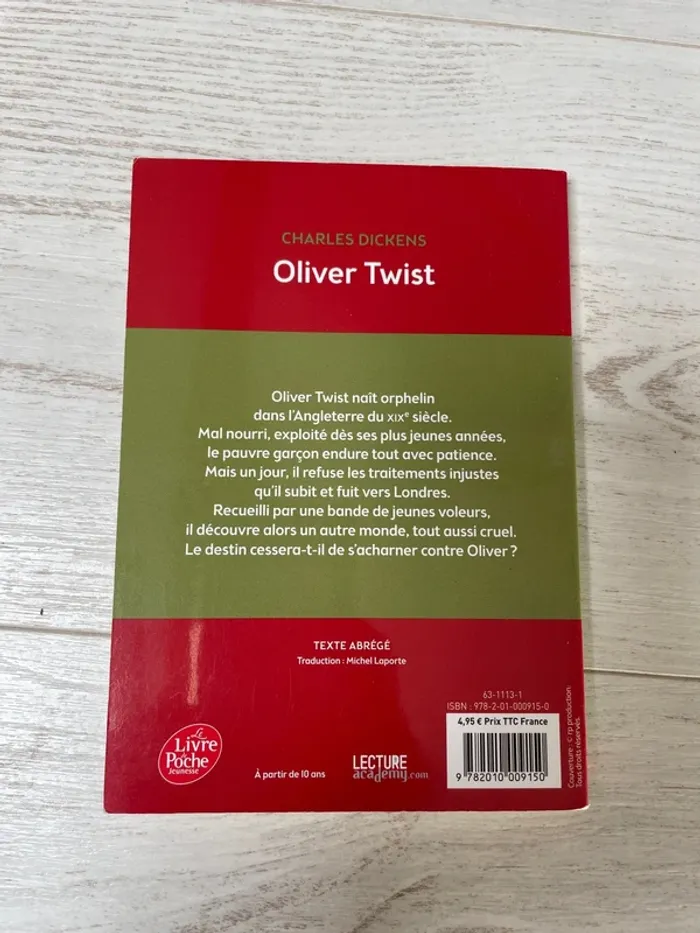 CHARLES DICKENS
Oliver Twist
Oliver Twist naît orphelin
dans l'Angleterre du XIXe siècle.
Mal nourri, exploité dès ses plus jeunes années,
le pauvre garçon endure tout avec patience.
Mais un jour, il refuse les traitements injustes
qu'il subit et fuit vers Londres.
Recueilli par une bande de jeunes voleurs,
il découvre alors un autre monde, tout aussi cruel.
Le destin cessera-t-il de s'acharner contre Oliver ?
TEXTE ABRÉGÉ
Traduction : Michel Laporte
63-1113-1
ISBN : 978-2-01-000915-0
4,95 € Prix TTC France
9 782010 009150
Le
Livre
de
Poche
Jeunesse
À partir de 10 ans
LECTURE
academy.com
Couverture : © rp production.
Tous droits réservés.